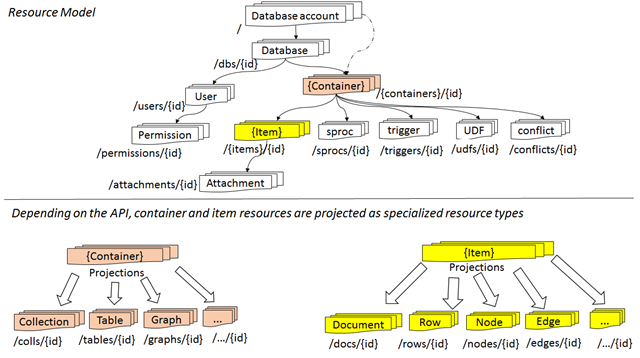 Resource Model
Database account
/
Database
/dbs/{id}
User
{Container}
/{containers}/{id}
/users/{id}
Permission
{Item}
sproc
trigger
UDF
conflict
/permissions/{id}
/{items}/{id}
/sprocs/{id}
/triggers/{id}
/udfs/{id}
/conflicts/{id}
/attachments/{id}
Attachment
Depending on the API, container and item resources are projected as specialized resource types
{Container}
Projections
Collection
Table
Graph
...
/colls/{id}
/tables/{id}
/graphs/{id}
/.../{id}
{Item}
Projections
Document
Row
Node
Edge
...
/docs/{id}
/rows/{id}
/nodes/{id}
/edges/{id}
/.../{id}